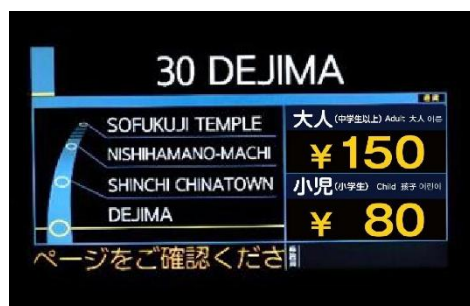 30 DEJIMA
SOFUKUJI TEMPLE
NISHIHAMANO-MACHI
SHINCHI CHINATOWN
DEJIMA
大人(中学生以上) Adult 大人 어른
¥150
小児(小学生) Child 孩子 어린이
¥ 80
ページをご確認くださ